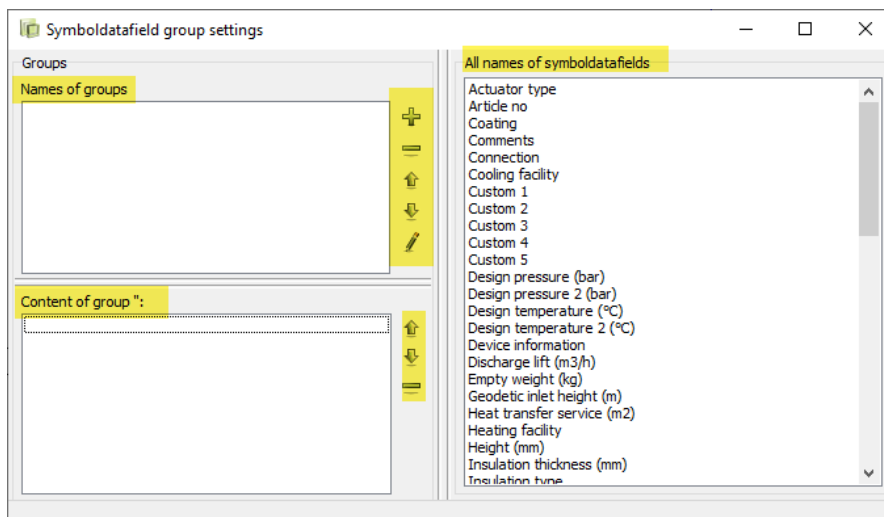 Symboldatafield group settings
Groups
Names of groups
Content of group '':
All names of symboldatafields
Actuator type
Article no
Coating
Comments
Connection
Cooling facility
Custom 1
Custom 2
Custom 3
Custom 4
Custom 5
Design pressure (bar)
Design pressure 2 (bar)
Design temperature (°C)
Design temperature 2 (°C)
Device information
Discharge lift (m3/h)
Empty weight (kg)
Geodetic inlet height (m)
Heat transfer service (m2)
Heating facility
Height (mm)
Insulation thickness (mm)
Insulation type